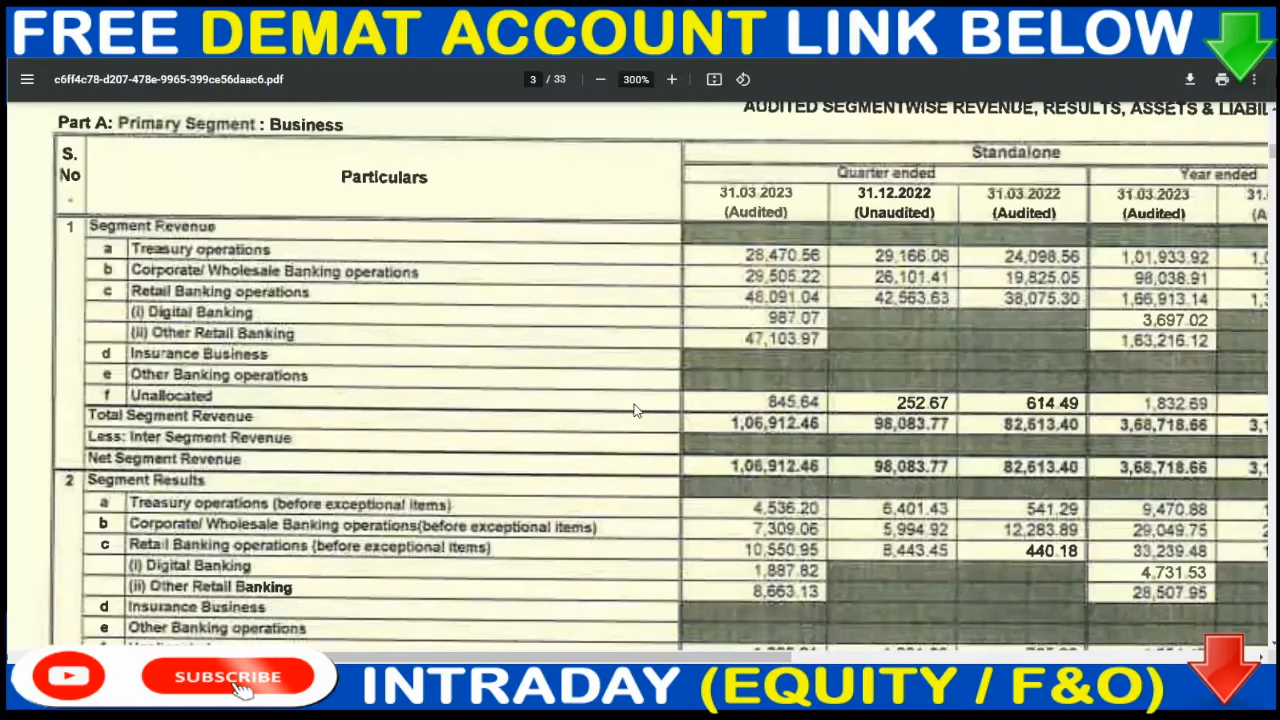 FREE DEMAT ACCOUNT LINK BELOW
c6ff4c78-d207-478e-9965-399ce56daac6.pdf 3 / 33 300%
AUDITED SEGMENTWISE REVENUE, RESULTS, ASSETS & LIABIL
Part A: Primary Segment : Business
S. No . Particulars Standalone
Quarter ended Year ended
31.03.2023 31.12.2022 31.03.2022 31.03.2023 31.
(Audited) (Unaudited) (Audited) (Audited) (A
1 Segment Revenue
a Treasury operations 28,470.56 29,166.06 24,098.56 1,01,933.92
b Corporate/ Wholesale Banking operations 29,505.22 26,101.41 19,825.05 98,038.91
c Retail Banking operations 48,091.04 42,563.63 38,075.30 1,66,913.14
(i) Digital Banking 987.07 3,697.02
(ii) Other Retail Banking 47,103.97 1,63,216.12
d Insurance Business
e Other Banking operations
f Unallocated 845.64 252.67 614.49 1,832.69
Total Segment Revenue 1,06,912.46 98,083.77 82,613.40 3,68,718.66
Less: Inter Segment Revenue
Net Segment Revenue 1,06,912.46 98,083.77 82,613.40 3,68,718.66
2 Segment Results
a Treasury operations (before exceptional items) 4,536.20 6,401.43 541.29 9,470.88
b Corporate/ Wholesale Banking operations(before exceptional items) 7,309.06 5,994.92 12,283.89 29,049.75
c Retail Banking operations (before exceptional items) 10,550.95 8,443.45 440.18 33,239.48
(i) Digital Banking 1,887.82 4,731.53
(ii) Other Retail Banking 8,663.13 28,507.95
d Insurance Business
e Other Banking operations
SUBSCRIBE
INTRADAY (EQUITY / F&O)